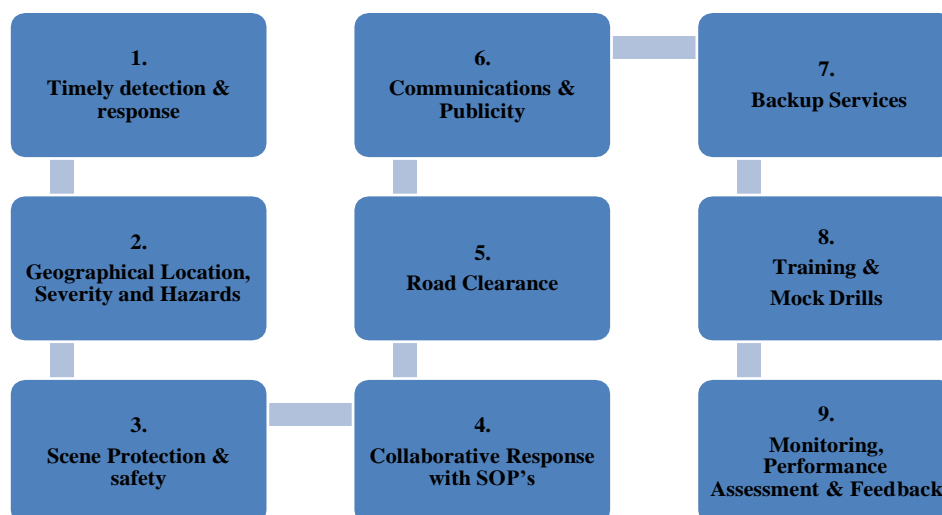 1.
Timely detection &
response
2.
Geographical Location,
Severity and Hazards
3.
Scene Protection &
safety
4.
Collaborative Response
with SOP’s
5.
Road Clearance
6.
Communications &
Publicity
7.
Backup Services
8.
Training &
Mock Drills
9.
Monitoring,
Performance
Assessment & Feedback